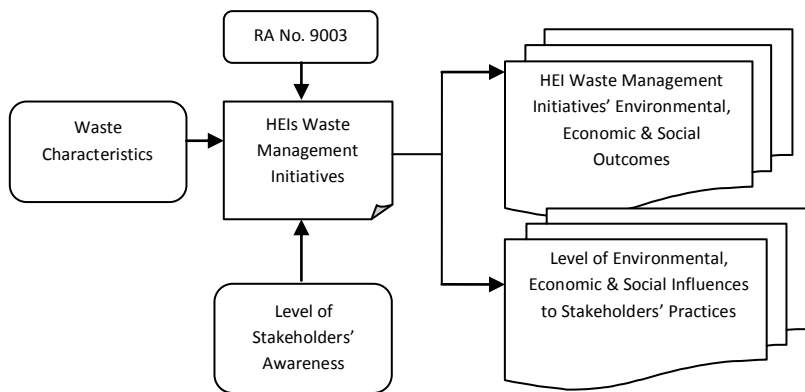 RA No. 9003
Waste
Characteristics
HEIs Waste
Management
Initiatives
Level of
Stakeholders’
Awareness
HEI Waste Management
Initiatives’ Environmental,
Economic & Social
Outcomes
Level of Environmental,
Economic & Social Influences
to Stakeholders’ Practices